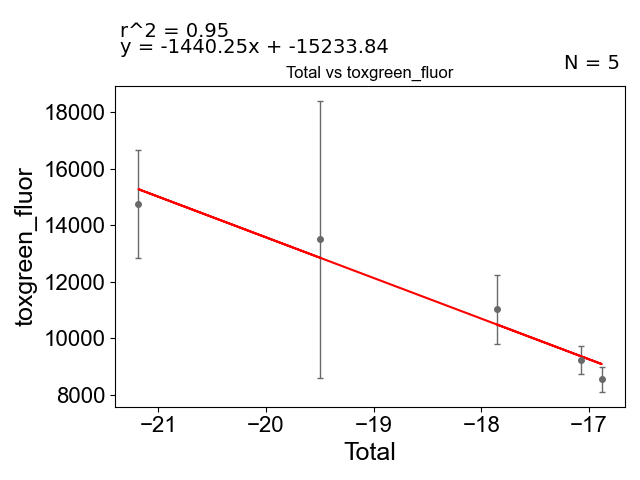 r^2 = 0.95
y = -1440.25x + -15233.84
N = 5
Total vs toxgreen_fluor
18000
16000
14000
12000
10000
8000
toxgreen_fluor
−21
−20
−19
−18
−17
Total